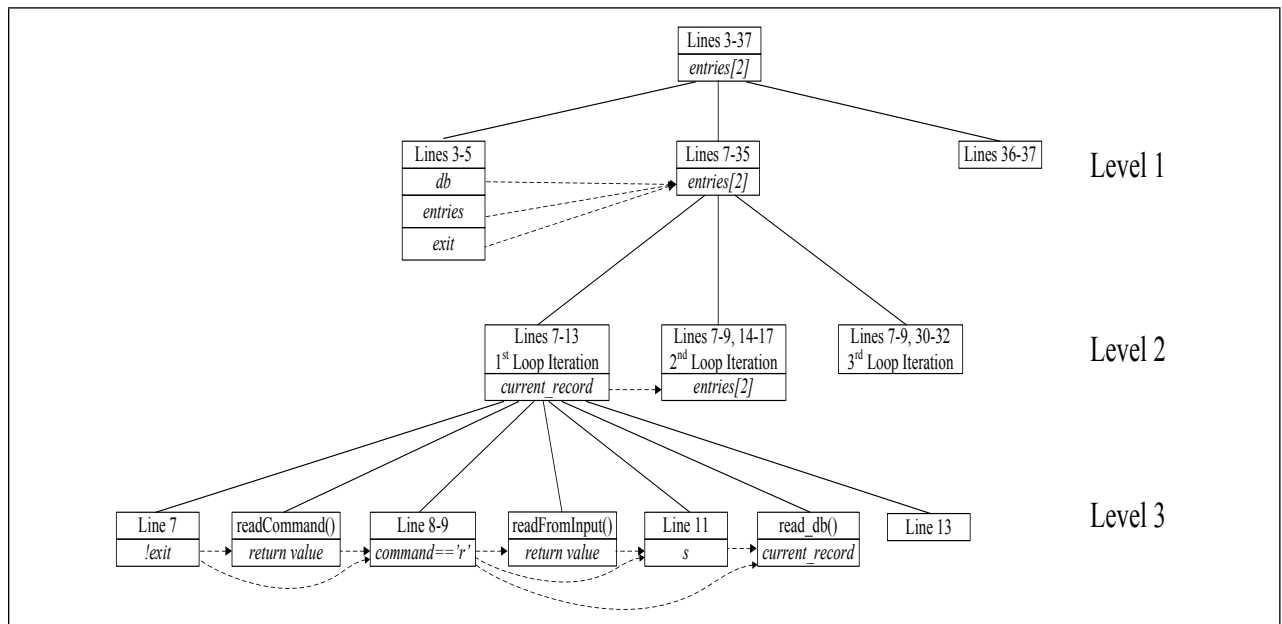 Lines 3-37
entries[2]
Lines 3-5
db
entries
exit
Lines 7-35
entries[2]
Lines 36-37
Level 1
Lines 7-13
1st Loop Iteration
current_record
Lines 7-9, 14-17
2nd Loop Iteration
entries[2]
Lines 7-9, 30-32
3rd Loop Iteration
Level 2
Line 7
!exit
readCommand()
return value
Line 8-9
command=='r'
readFromInput()
return value
Line 11
s
read_db()
current_record
Line 13
Level 3